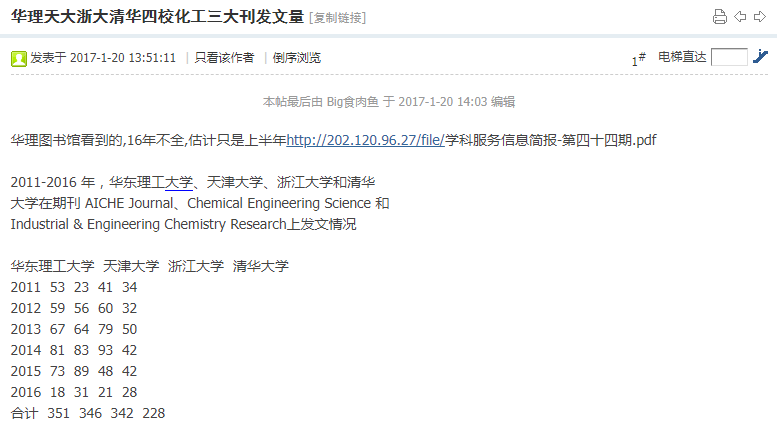 华理天大浙大清华四校化工三大刊发文量 [复制链接]
发表于 2017-1-20 13:51:11 | 只看该作者 | 倒序浏览 1# 电梯直达
本帖最后由 Big食肉鱼 于 2017-1-20 14:03 编辑
华理图书馆看到的,16年不全,估计只是上半年http://202.120.96.27/file/学科服务信息简报-第四十四期.pdf
2011-2016 年，华东理工大学、天津大学、浙江大学和清华
大学在期刊 AICHE Journal、Chemical Engineering Science 和
Industrial & Engineering Chemistry Research上发文情况
华东理工大学 天津大学 浙江大学 清华大学
2011 53 23 41 34
2012 59 56 60 32
2013 67 64 79 50
2014 81 83 93 42
2015 73 89 48 42
2016 18 31 21 28
合计 351 346 342 228